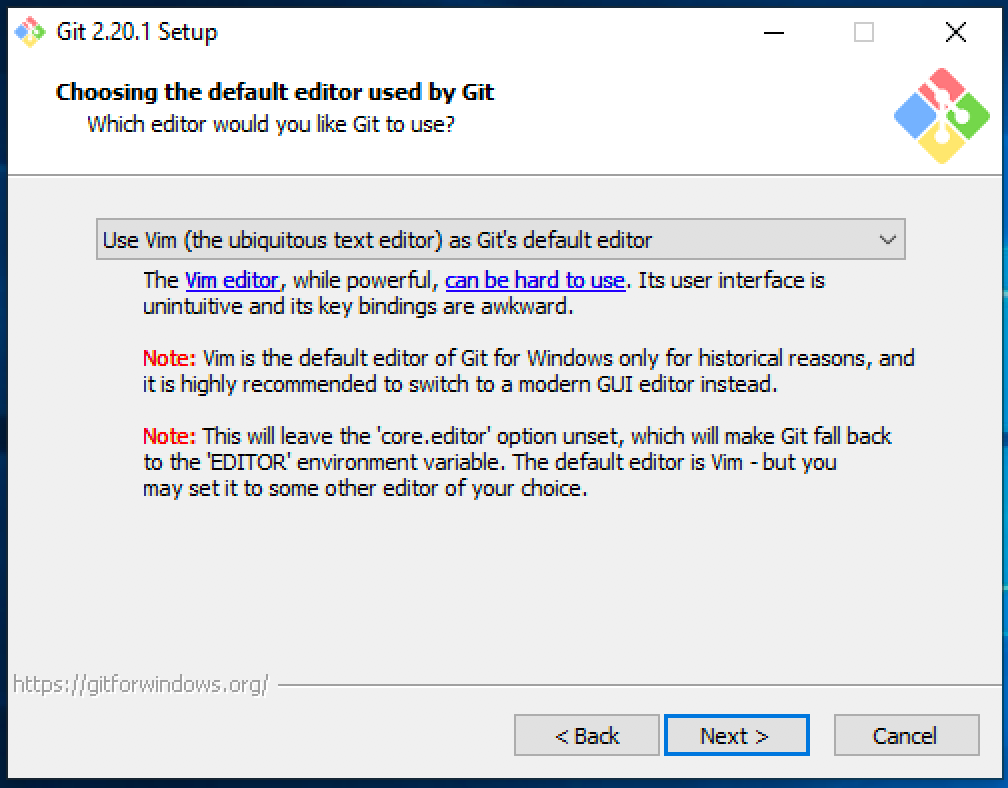 Git 2.20.1 Setup
Choosing the default editor used by Git
Which editor would you like Git to use?
Use Vim (the ubiquitous text editor) as Git's default editor
The Vim editor, while powerful, can be hard to use. Its user interface is
unintuitive and its key bindings are awkward.
Note: Vim is the default editor of Git for Windows only for historical reasons, and
it is highly recommended to switch to a modern GUI editor instead.
Note: This will leave the 'core.editor' option unset, which will make Git fall back
to the 'EDITOR' environment variable. The default editor is Vim - but you
may set it to some other editor of your choice.
https://gitforwindows.org/
< Back
Next >
Cancel